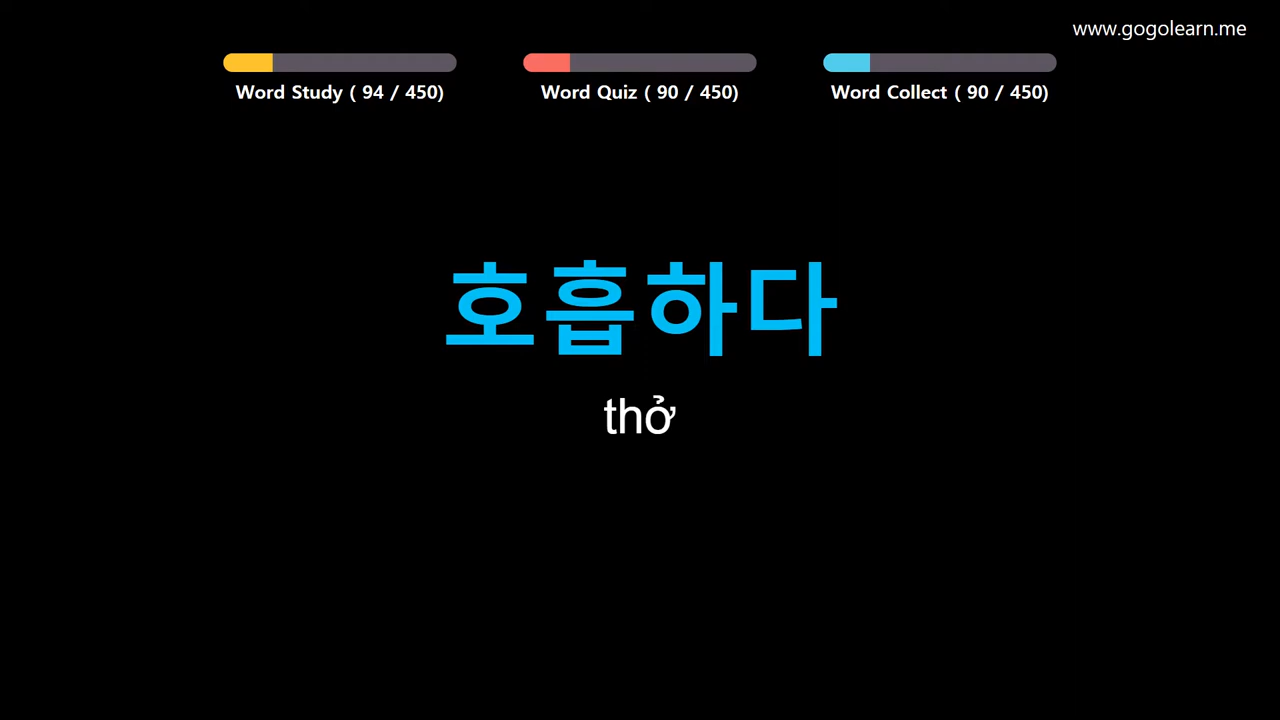 www.gogolearn.me
Word Study ( 94 / 450)
Word Quiz ( 90 / 450)
Word Collect ( 90 / 450)
호흡하다
thở